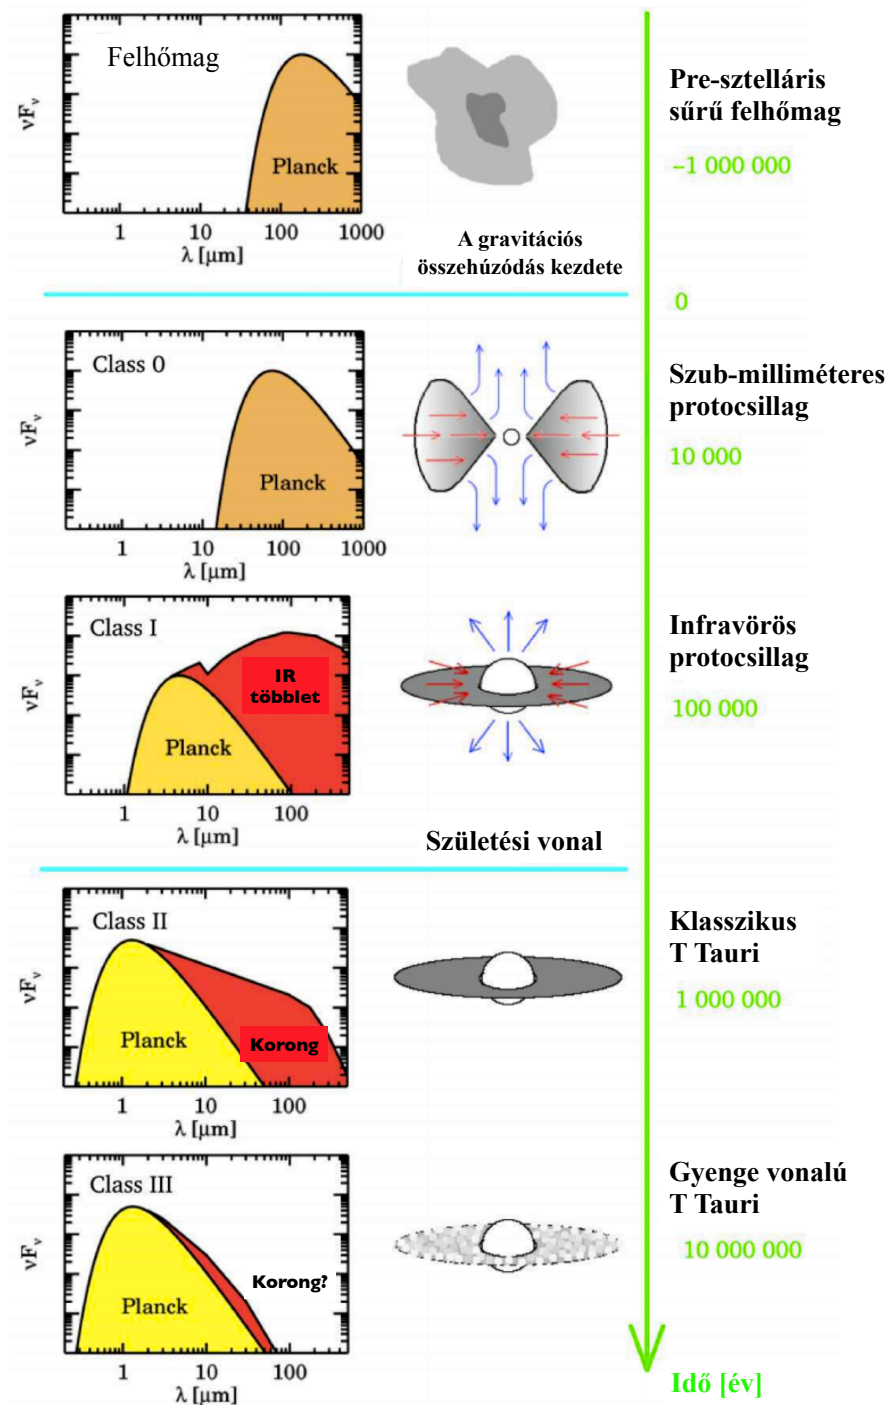 Felhőmag
νFν
Planck
1 10 100 1000
λ [μm]
Pre-sztelláris
sűrű felhőmag
–1 000 000
A gravitációs
összehúzódás kezdete
0
Class 0
νFν
Planck
1 10 100 1000
λ [μm]
Szub-milliméteres
protocsillag
10 000
Class I
νFν
IR
többlet
Planck
1 10 100
λ [μm]
Infravörös
protocsillag
100 000
Születési vonal
Class II
νFν
Planck
Korong
1 10 100
λ [μm]
Klasszikus
T Tauri
1 000 000
Class III
νFν
Korong?
Planck
1 10 100
λ [μm]
Gyenge vonalú
T Tauri
10 000 000
Idő [év]